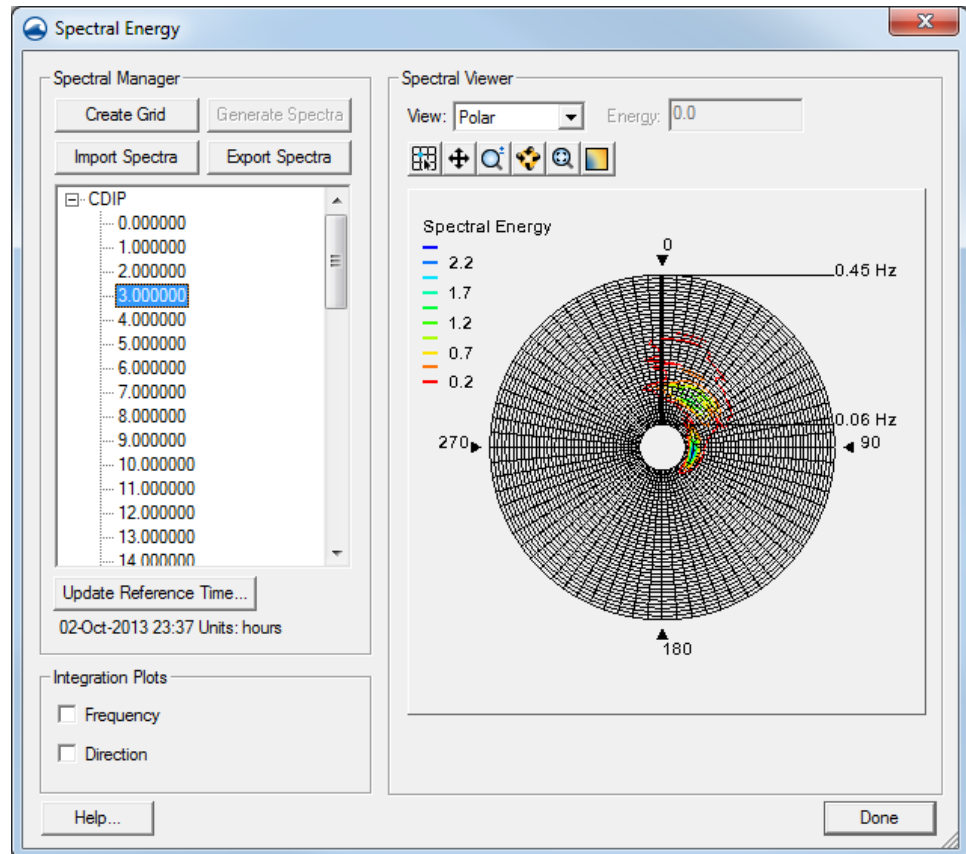 Spectral Energy
Spectral Manager
Create Grid
Generate Spectra
Import Spectra
Export Spectra
CDIP
0.000000
1.000000
2.000000
3.000000
4.000000
5.000000
6.000000
7.000000
8.000000
9.000000
10.000000
11.000000
12.000000
13.000000
14.000000
Update Reference Time...
02-Oct-2013 23:37 Units: hours
Integration Plots
Frequency
Direction
Help...
Spectral Viewer
View: Polar
Energy: 0.0
Spectral Energy
2.2
1.7
1.2
0.7
0.2
0
0.45 Hz
0.06 Hz
270
90
180
Done